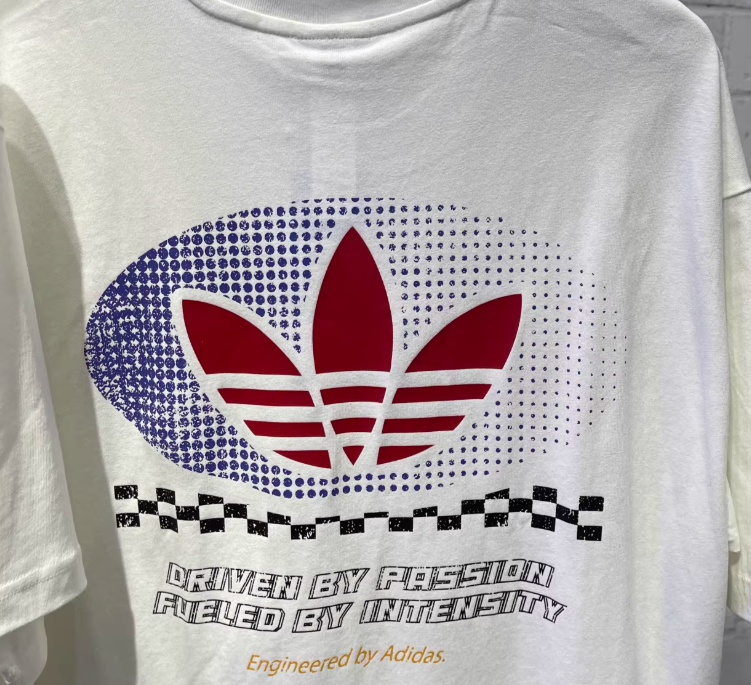 DRIVEN BY PASSION
FUELED BY INTENSITY
Engineered by Adidas.